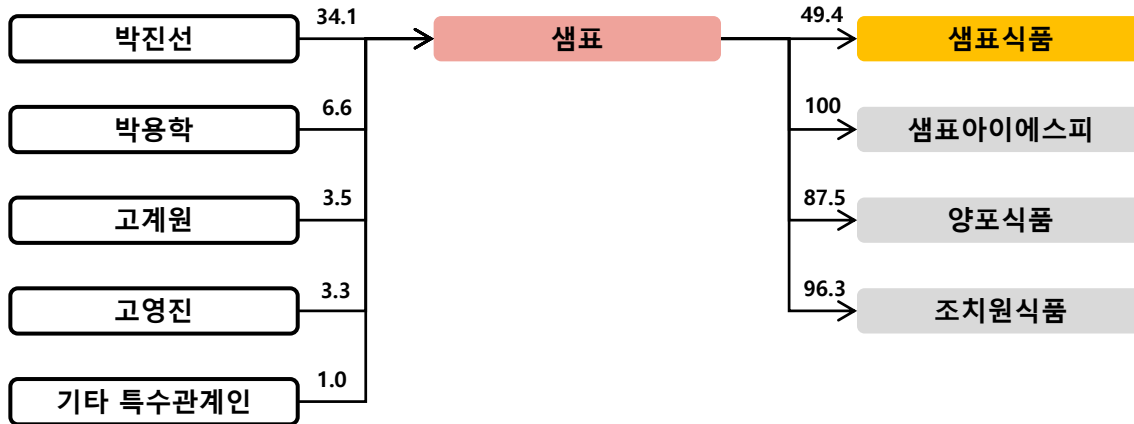 박진선
34.1
샘표
49.4
샘표식품
박용학
6.6
100
샘표아이에스피
고계원
3.5
87.5
양포식품
고영진
3.3
96.3
조치원식품
기타 특수관계인
1.0